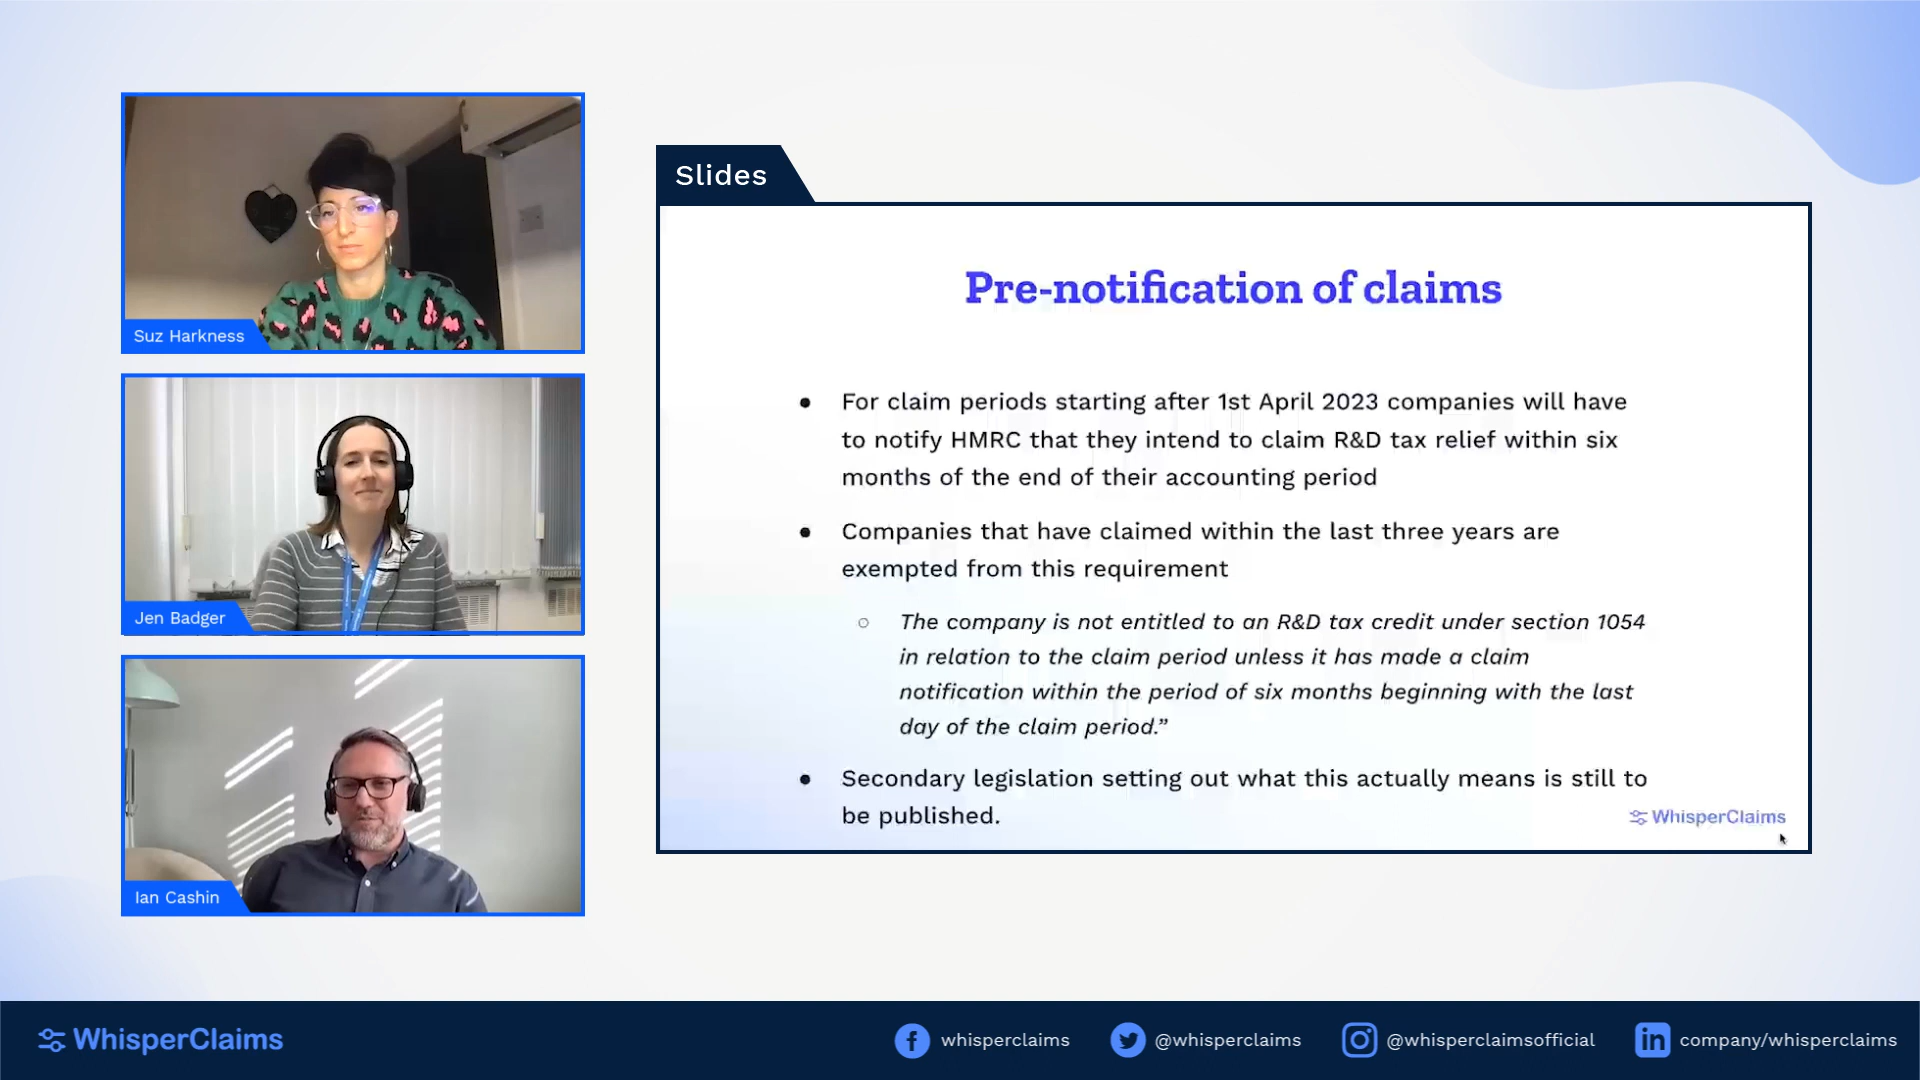 Suz Harkness
Jen Badger
Ian Cashin
Slides
Pre-notification of claims
● For claim periods starting after 1st April 2023 companies will have
to notify HMRC that they intend to claim R&D tax relief within six
months of the end of their accounting period
● Companies that have claimed within the last three years are
exempted from this requirement
○ The company is not entitled to an R&D tax credit under section 1054
in relation to the claim period unless it has made a claim
notification within the period of six months beginning with the last
day of the claim period.”
● Secondary legislation setting out what this actually means is still to
be published.
WhisperClaims
WhisperClaims
whisperclaims
@whisperclaims
@whisperclaimsofficial
company/whisperclaims